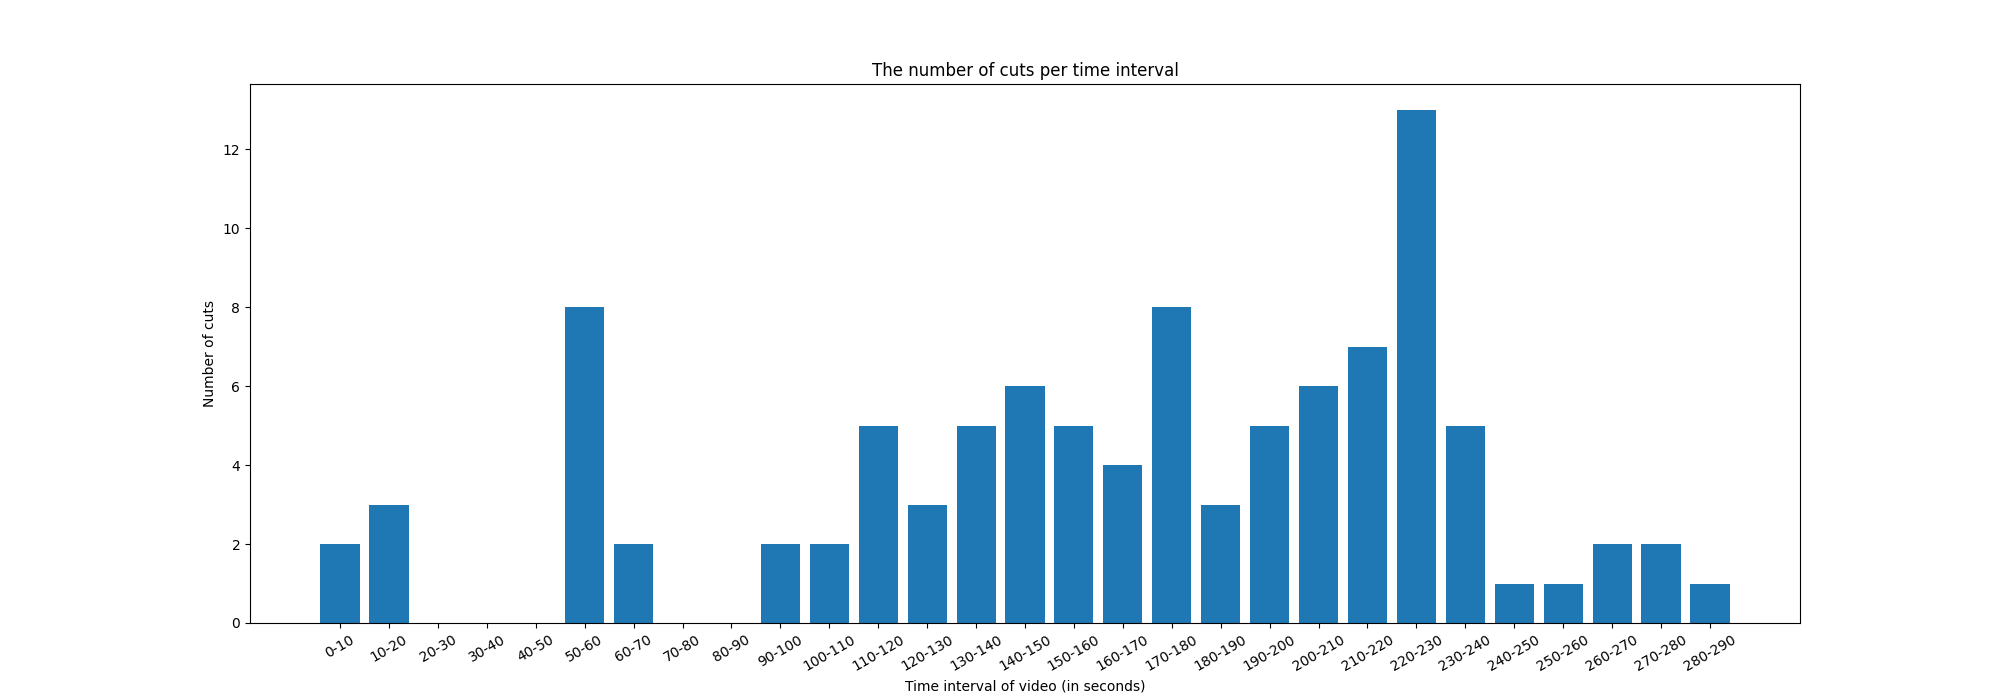 The number of cuts per time interval
Number of cuts
12
10
8
6
4
2
0
0-10 10-20 20-30 30-40 40-50 50-60 60-70 70-80 80-90 90-100 100-110 110-120 120-130 130-140 140-150 150-160 160-170 170-180 180-190 190-200 200-210 210-220 220-230 230-240 240-250 250-260 260-270 270-280 280-290
Time interval of video (in seconds)